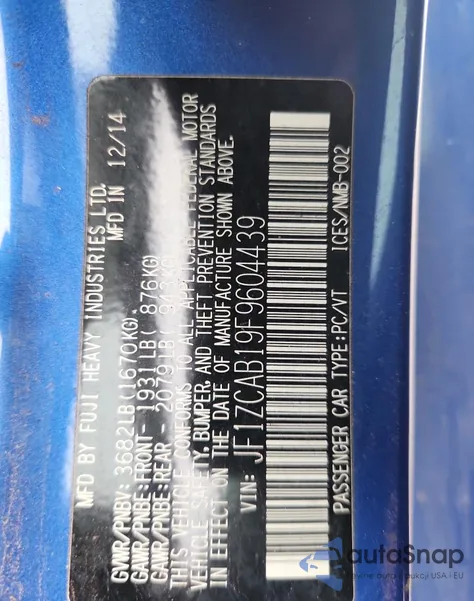 MFD BY FUJI HEAVY INDUSTRIES LTD.
MFD IN 12/14
GVWR/PNBV: 3682LB(1670KG)
GAWR/PNBE:FRONT- 1931LB( 876KG)
GAWR/PNBE:REAR - 2079LB( 943KG)
THIS VEHICLE CONFORMS TO ALL APPLICABLE FEDERAL MOTOR
VEHICLE SAFETY, BUMPER, AND THEFT PREVENTION STANDARDS
IN EFFECT ON THE DATE OF MANUFACTURE SHOWN ABOVE.
VIN: JF1ZCAB19F9604439
PASSENGER CAR TYPE:PC/VT ICES/NMB-002
autoSnap
USA i EU